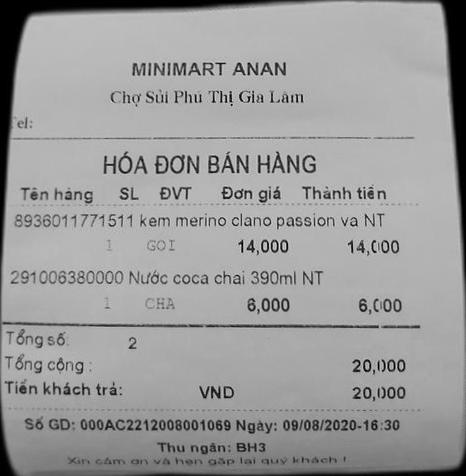 MINIMART ANAN
Chợ Sủi Phú Thị Gia Lâm
Tel:
HÓA ĐƠN BÁN HÀNG
Tên hàng SL ĐVT Đơn giá Thành tiền
8936011771511 kem merino clano passion va NT
1 GOI 14,000 14,000
291006380000 Nước coca chai 390ml NT
1 CHA 6,000 6,000
Tổng số: 2
Tổng cộng : 20,000
Tiền khách trả: VND 20,000
Số GD: 000AC2212008001069 Ngày: 09/08/2020-16:30
Thu ngân: BH3
Xin cảm ơn và hẹn gặp lại quý khách !